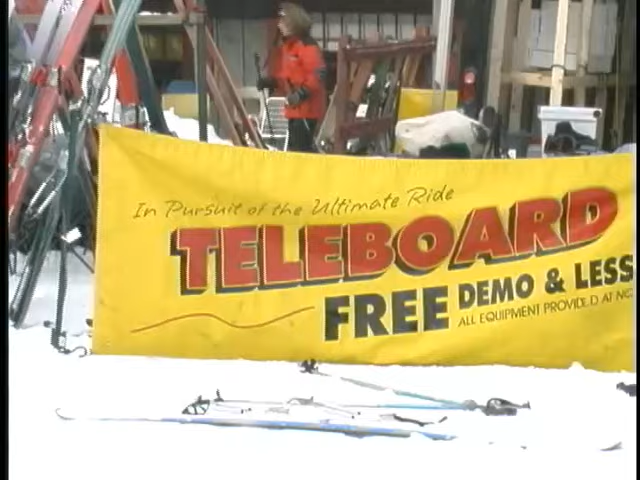 In Pursuit of the Ultimate Ride
TELEBOARD
FREE DEMO & LESS
ALL EQUIPMENT PROVIDED AT NO